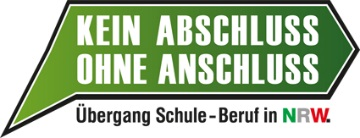 KEIN ABSCHLUSS
OHNE ANSCHLUSS
Übergang Schule-Beruf in NRW.